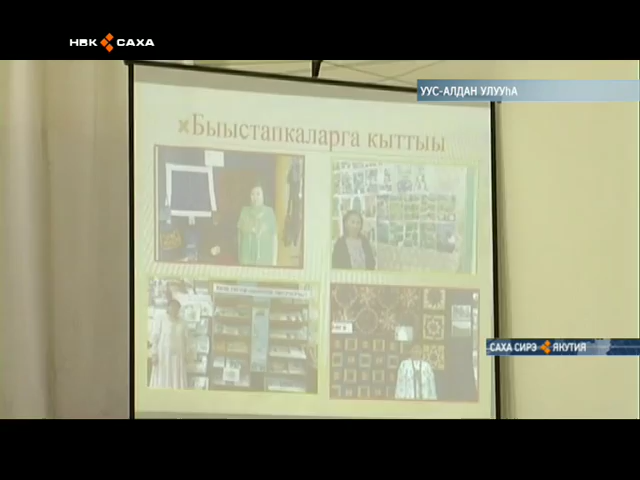 НВК САХА
УУС-АЛДАН УЛУУҺА
Быыстапкаларга кыттыы
САХА СИРЭ ЯКУТИЯ